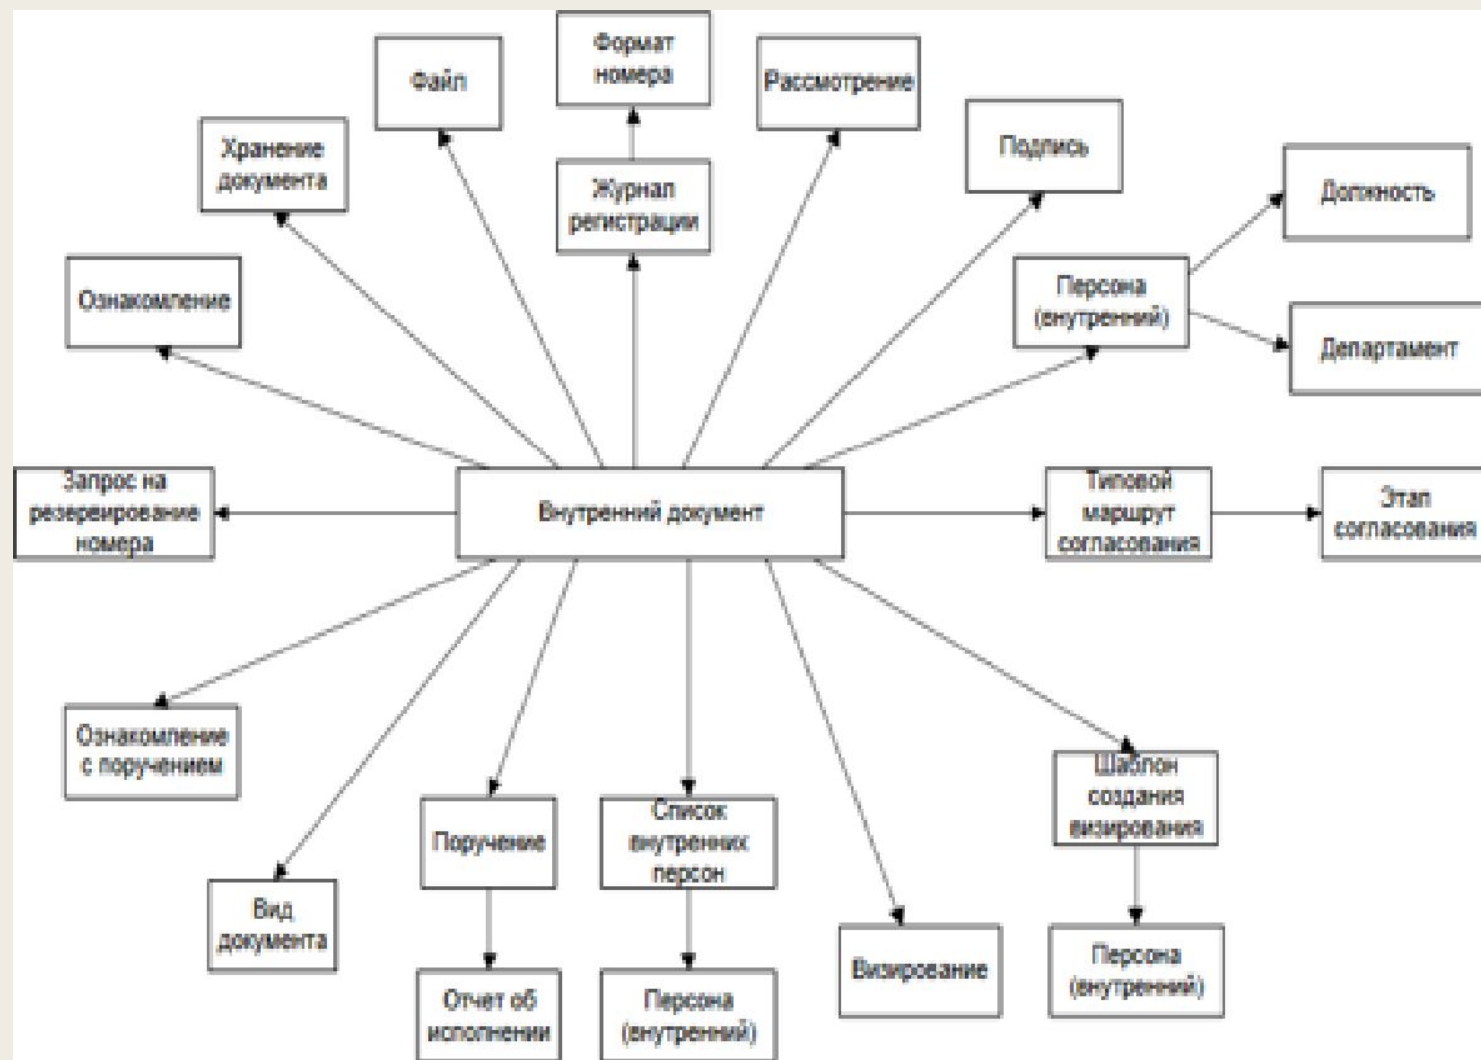 Формат
номера
Файл
Рассмотрение
Хранение
документа
Подпись
Журнал
регистрации
Должность
Ознакомление
Персона
(внутренний)
Департамент
Запрос на
резервирование
номера
Внутренний документ
Типовой
маршрут
согласования
Этап
согласования
Ознакомление
с поручением
Шаблон
создания
визирования
Поручение
Список
внутренних
персон
Вид
документа
Визирование
Персона
(внутренний)
Отчет об
исполнении
Персона
(внутренний)